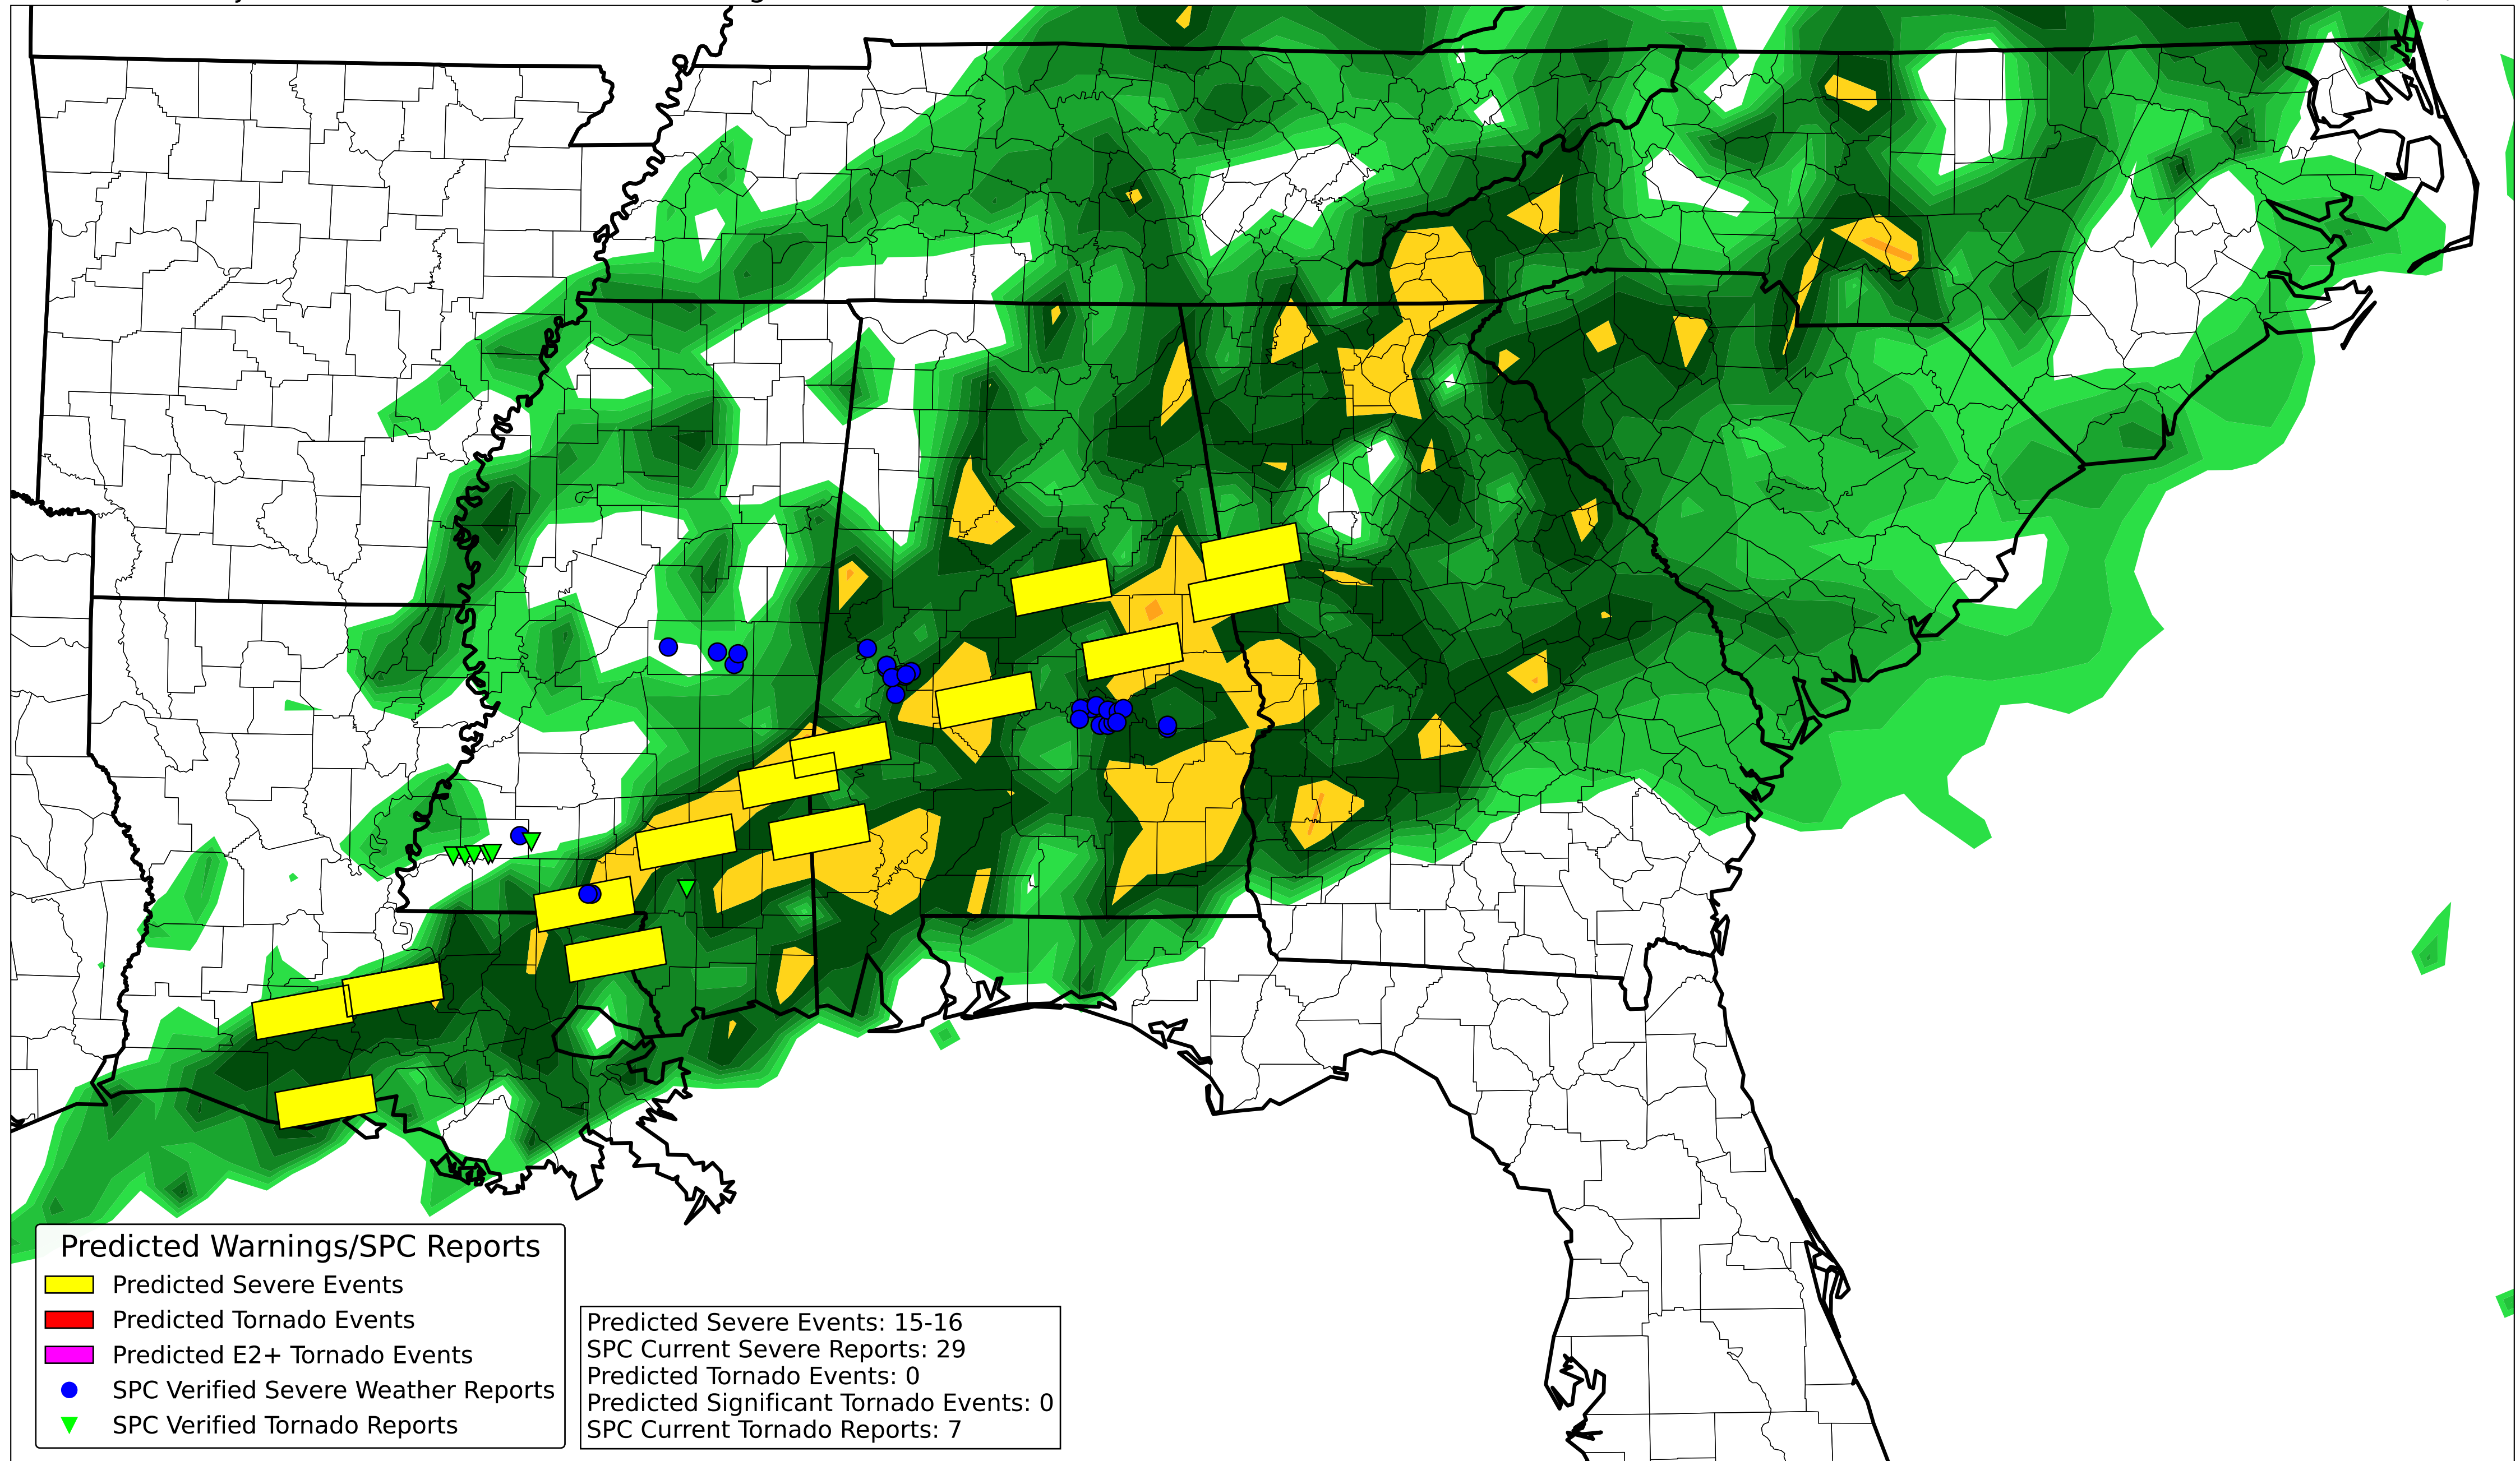 Predicted Warnings/SPC Reports
Predicted Severe Events
Predicted Tornado Events
Predicted E2+ Tornado Events
SPC Verified Severe Weather Reports
SPC Verified Tornado Reports
Predicted Severe Events: 15-16
SPC Current Severe Reports: 29
Predicted Tornado Events: 0
Predicted Significant Tornado Events: 0
SPC Current Tornado Reports: 7